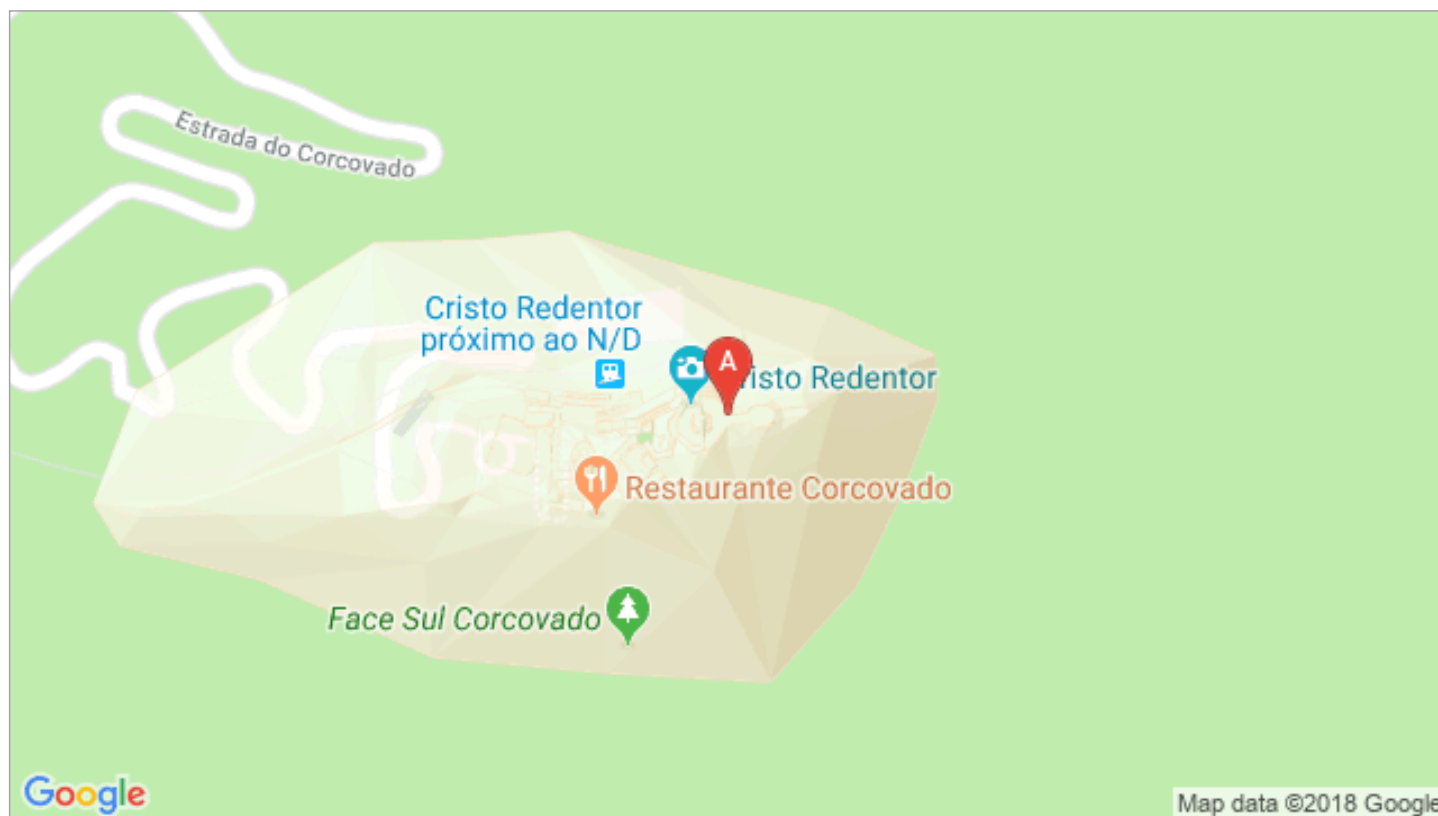 Estrada do Corcovado
Cristo Redentor
próximo ao N/D
A
risto Redentor
Restaurante Corcovado
Face Sul Corcovado
Google
Map data ©2018 Google